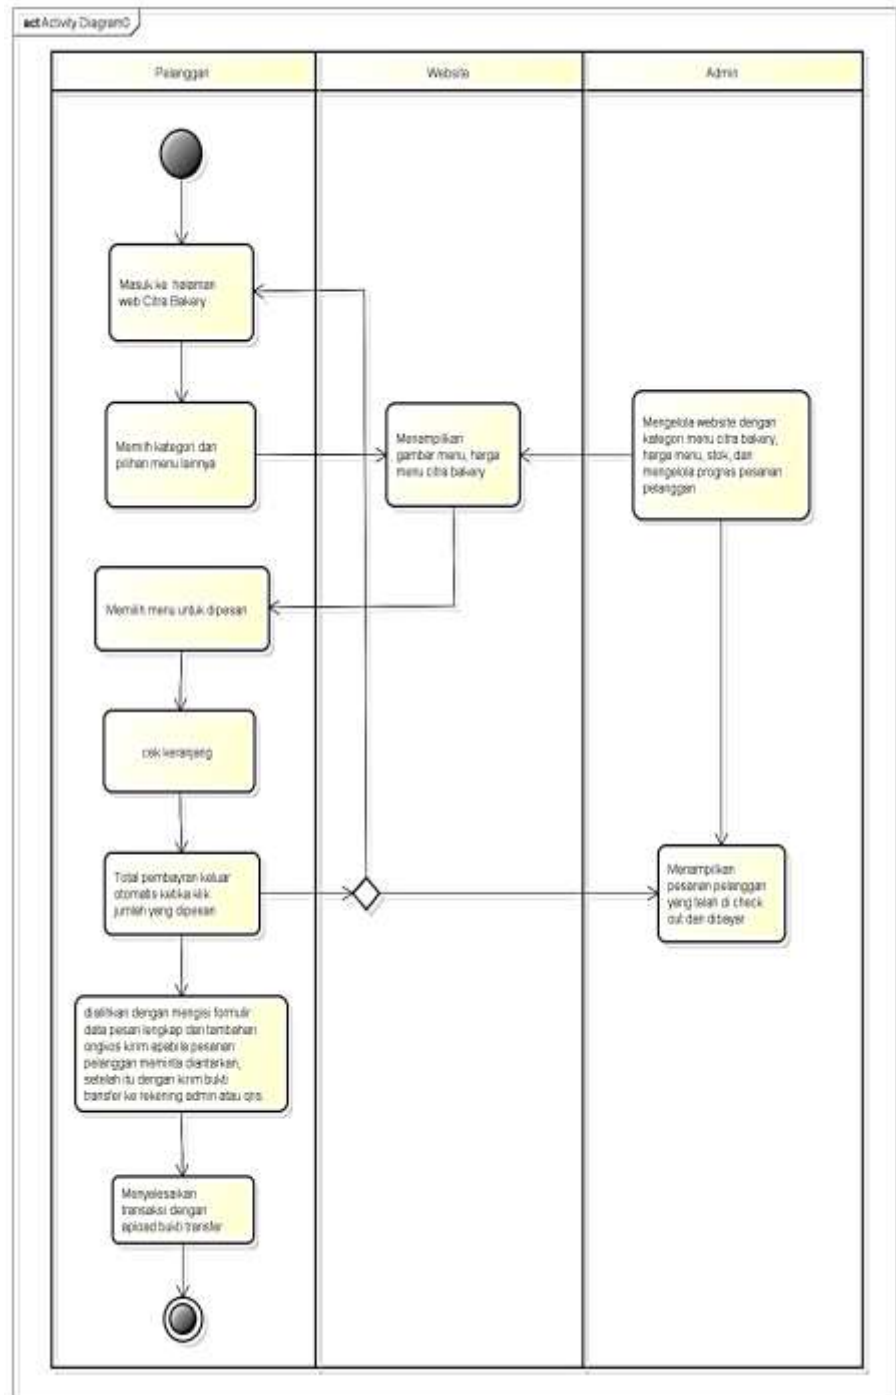 act Activity Diagram0
Pelanggan
Website
Admin
Masuk ke halaman
web Citra Bakery
Memilih kategori dan
pilihan menu lainnya
Menampilkan
gambar menu, harga
menu citra bakery
Mengelola website dengan
kategori menu citra bakery,
harga menu, stok, dan
mengelola progres pesanan
pelanggan
Memilih menu untuk dipesan
cek keranjang
Total pembayran keluar
otomatis ketika klik
jumlah yang dipesan
Menampilkan
pesanan pelanggan
yang telah di check
out dan dibayar
dialihkan dengan mengisi formulir
data pesan lengkap dan tambahan
ongkos kirim apabila pesanan
pelanggan meminta diantarkan,
setelah itu dengan kirim bukti
transfer ke rekening admin atau qris.
Menyelesaikan
transaksi dengan
apload bukti transfer